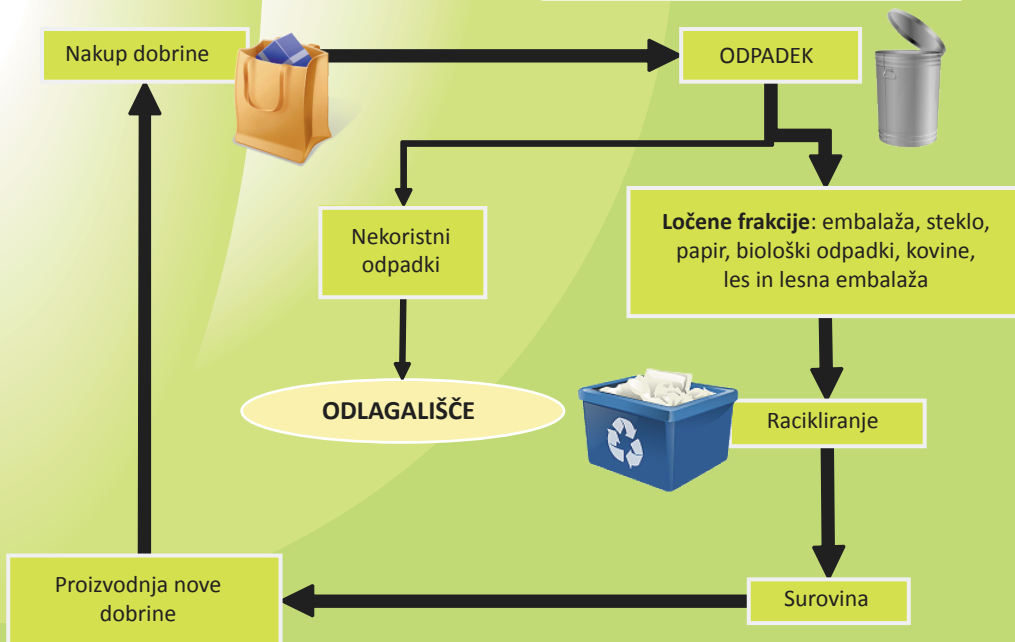 Nakup dobrine
ODPADEK
Nekoristni
odpadki
Ločene frakcije: embalaža, steklo,
papir, biološki odpadki, kovine,
les in lesna embalaža
ODLAGALIŠČE
Racikliranje
Proizvodnja nove
dobrine
Surovina